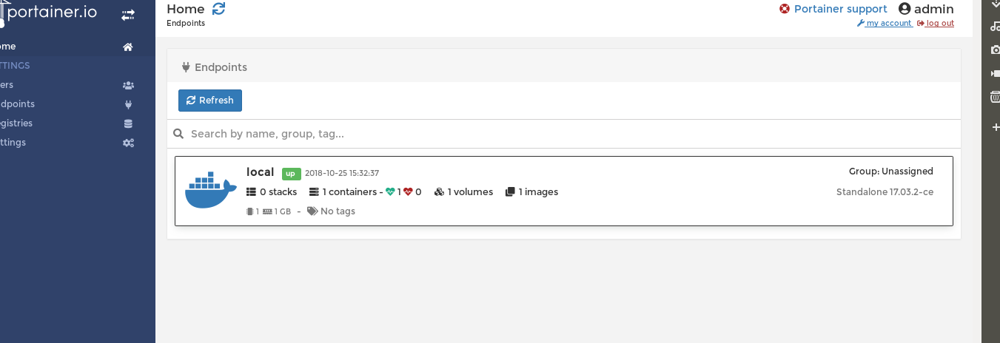 portainer.io
Home
Portainer support
admin
Endpoints
my account
log out
ome
TTINGS
ers
dpoints
egistries
ttings
Endpoints
Refresh
Search by name, group, tag...
local up 2018-10-25 15:32:37
Group: Unassigned
0 stacks 1 containers - 1 0 1 volumes 1 images
Standalone 17.03.2-ce
1 1 GB - No tags